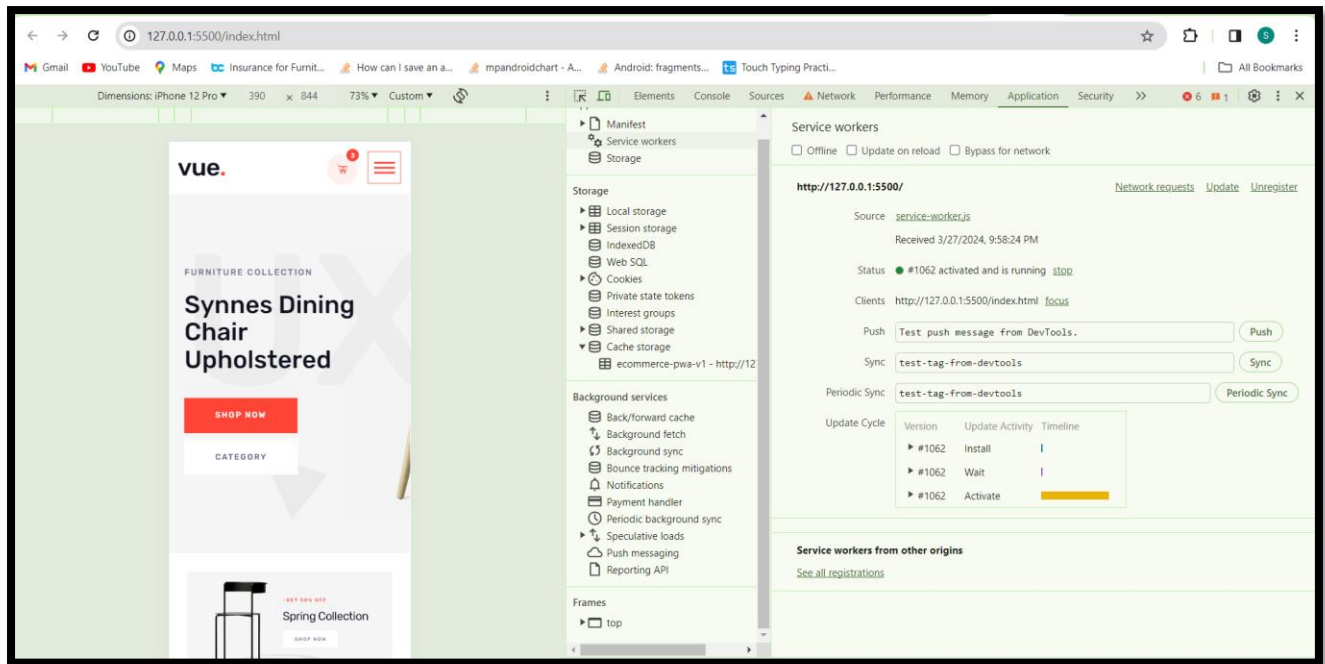 127.0.0.1:5500/index.html
S
Gmail YouTube Maps Insurance for Furnit... How can I save an a... mpandroidchart - A... Android: fragments... ts Touch Typing Practi... All Bookmarks
Dimensions: iPhone 12 Pro 390 x 844 73% Custom
Elements Console Sources Network Performance Memory Application Security 6 1
vue.
3
UX
FURNITURE COLLECTION
Synnes Dining
Chair
Upholstered
SHOP NOW
CATEGORY
GET 50% OFF
Spring Collection
SHOP NOW
Manifest
Service workers
Storage
Storage
Local storage
Session storage
IndexedDB
Web SQL
Cookies
Private state tokens
Interest groups
Shared storage
Cache storage
ecommerce-pwa-v1 - http://12
Background services
Back/forward cache
Background fetch
Background sync
Bounce tracking mitigations
Notifications
Payment handler
Periodic background sync
Speculative loads
Push messaging
Reporting API
Frames
top
Service workers
Offline Update on reload Bypass for network
http://127.0.0.1:5500/ Network requests Update Unregister
Source service-worker.js
Received 3/27/2024, 9:58:24 PM
Status #1062 activated and is running stop
Clients http://127.0.0.1:5500/index.html focus
Push Test push message from DevTools. Push
Sync test-tag-from-devtools Sync
Periodic Sync test-tag-from-devtools Periodic Sync
Update Cycle Version Update Activity Timeline
#1062 Install
#1062 Wait
#1062 Activate
Service workers from other origins
See all registrations